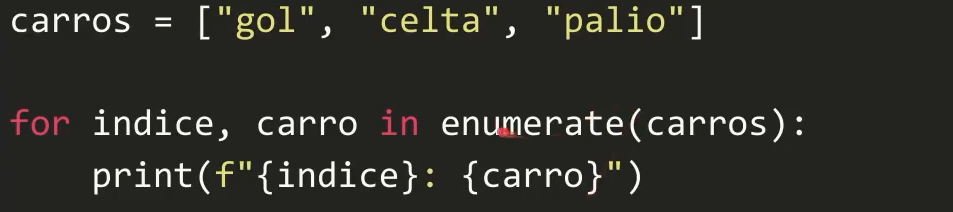 carros = ["gol", "celta", "palio"]
for indice, carro in enumerate(carros):
    print(f"{indice}: {carro}")